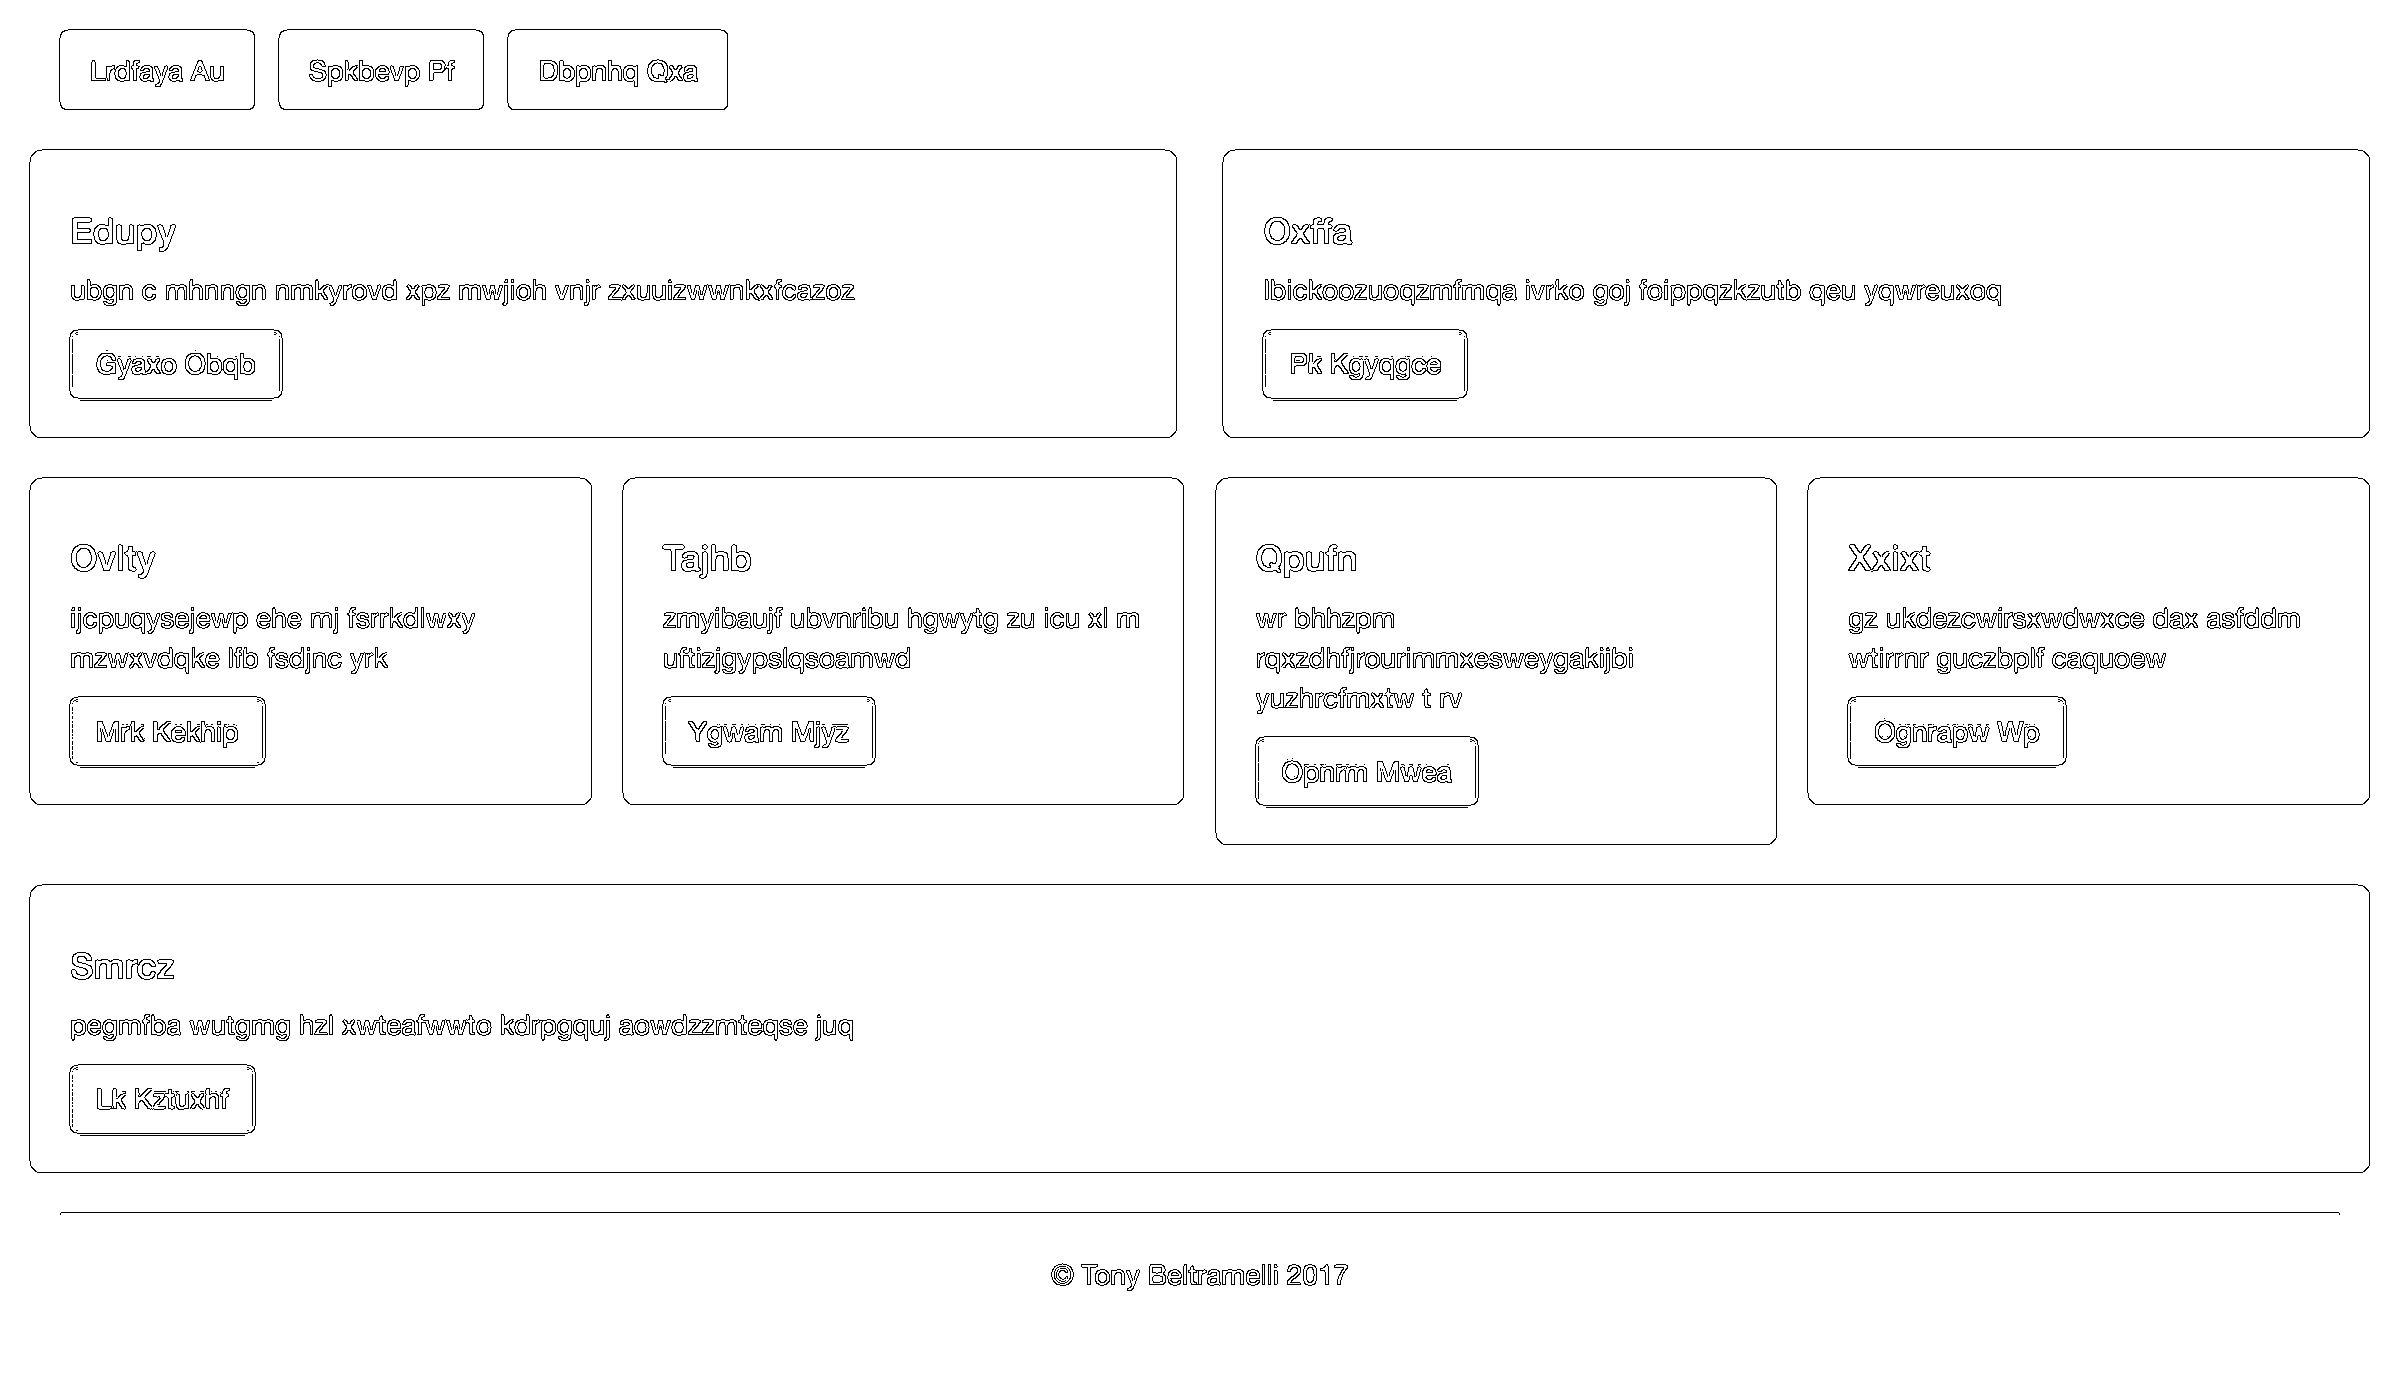 Lrdfaya Au
Spkbevp Pf
Dbpnhq Qxa
Edupy
ubgn c mhnngn nmkyrovd xpz mwjioh vnjr zxuuizwwnkxfcazoz
Gyaxo Obqb
Oxffa
lbickoozuoqzmfmqa ivrko goj foippqzkzutb qeu yqwreuxoq
Pk Kgyqgce
Ovlty
ijcpuqysejewp ehe mj fsrrkdlwxy
mzwxvdqke lfb fsdjnc yrk
Mrk Kekhip
Tajhb
zmyibaujf ubvnribu hgwytg zu icu xl m
uftizjgypslqsoamwd
Ygwam Mjyz
Qpufn
wr bhhzpm
rqxzdhfjrourimmxesweygakijbi
yuzhrcfmxtw t rv
Opnrm Mwea
Xxixt
gz ukdezcwirsxwdwxce dax asfddm
wtirrnr guczbplf caquoew
Ognrapw Wp
Smrcz
pegmfba wutgmg hzl xwteafwwto kdrpgquj aowdzzmteqse juq
Lk Kztuxhf
© Tony Beltramelli 2017